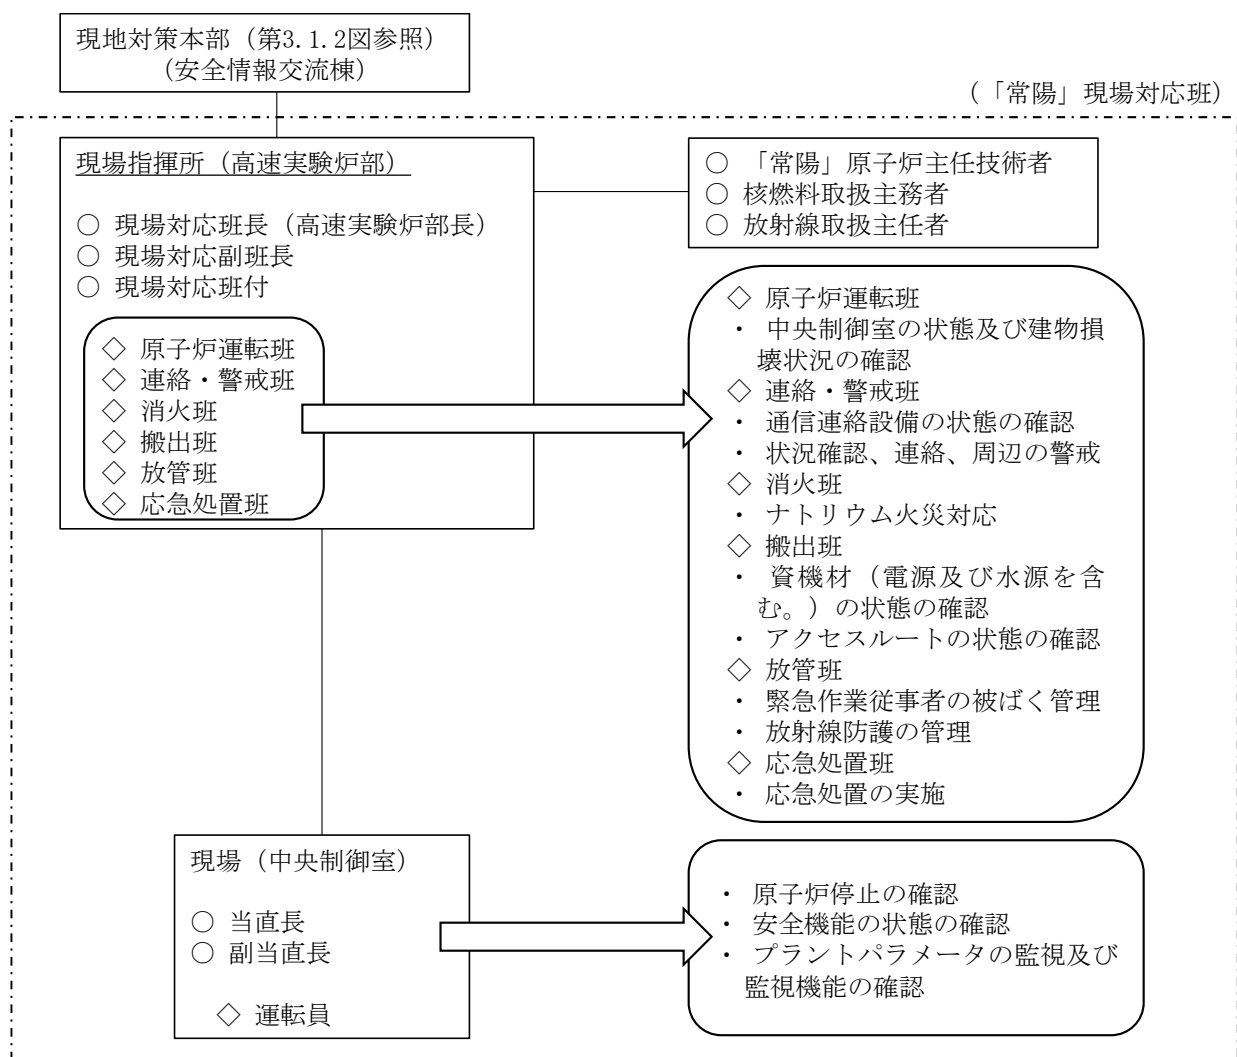 現地対策本部（第3.1.2図参照）
（安全情報交流棟）
（「常陽」現場対応班）
現場指揮所（高速実験炉部）
○ 現場対応班長（高速実験炉部長）
○ 現場対応副班長
○ 現場対応班付
◇ 原子炉運転班
◇ 連絡・警戒班
◇ 消火班
◇ 搬出班
◇ 放管班
◇ 応急処置班
○ 「常陽」原子炉主任技術者
○ 核燃料取扱主務者
○ 放射線取扱主任者
◇ 原子炉運転班
・ 中央制御室の状態及び建物損
壊状況の確認
◇ 連絡・警戒班
・ 通信連絡設備の状態の確認
・ 状況確認、連絡、周辺の警戒
◇ 消火班
・ ナトリウム火災対応
◇ 搬出班
・ 資機材（電源及び水源を含
む。）の状態の確認
・ アクセスルートの状態の確認
◇ 放管班
・ 緊急作業従事者の被ばく管理
・ 放射線防護の管理
◇ 応急処置班
・ 応急処置の実施
現場（中央制御室）
○ 当直長
○ 副当直長
◇ 運転員
・ 原子炉停止の確認
・ 安全機能の状態の確認
・ プラントパラメータの監視及び
監視機能の確認